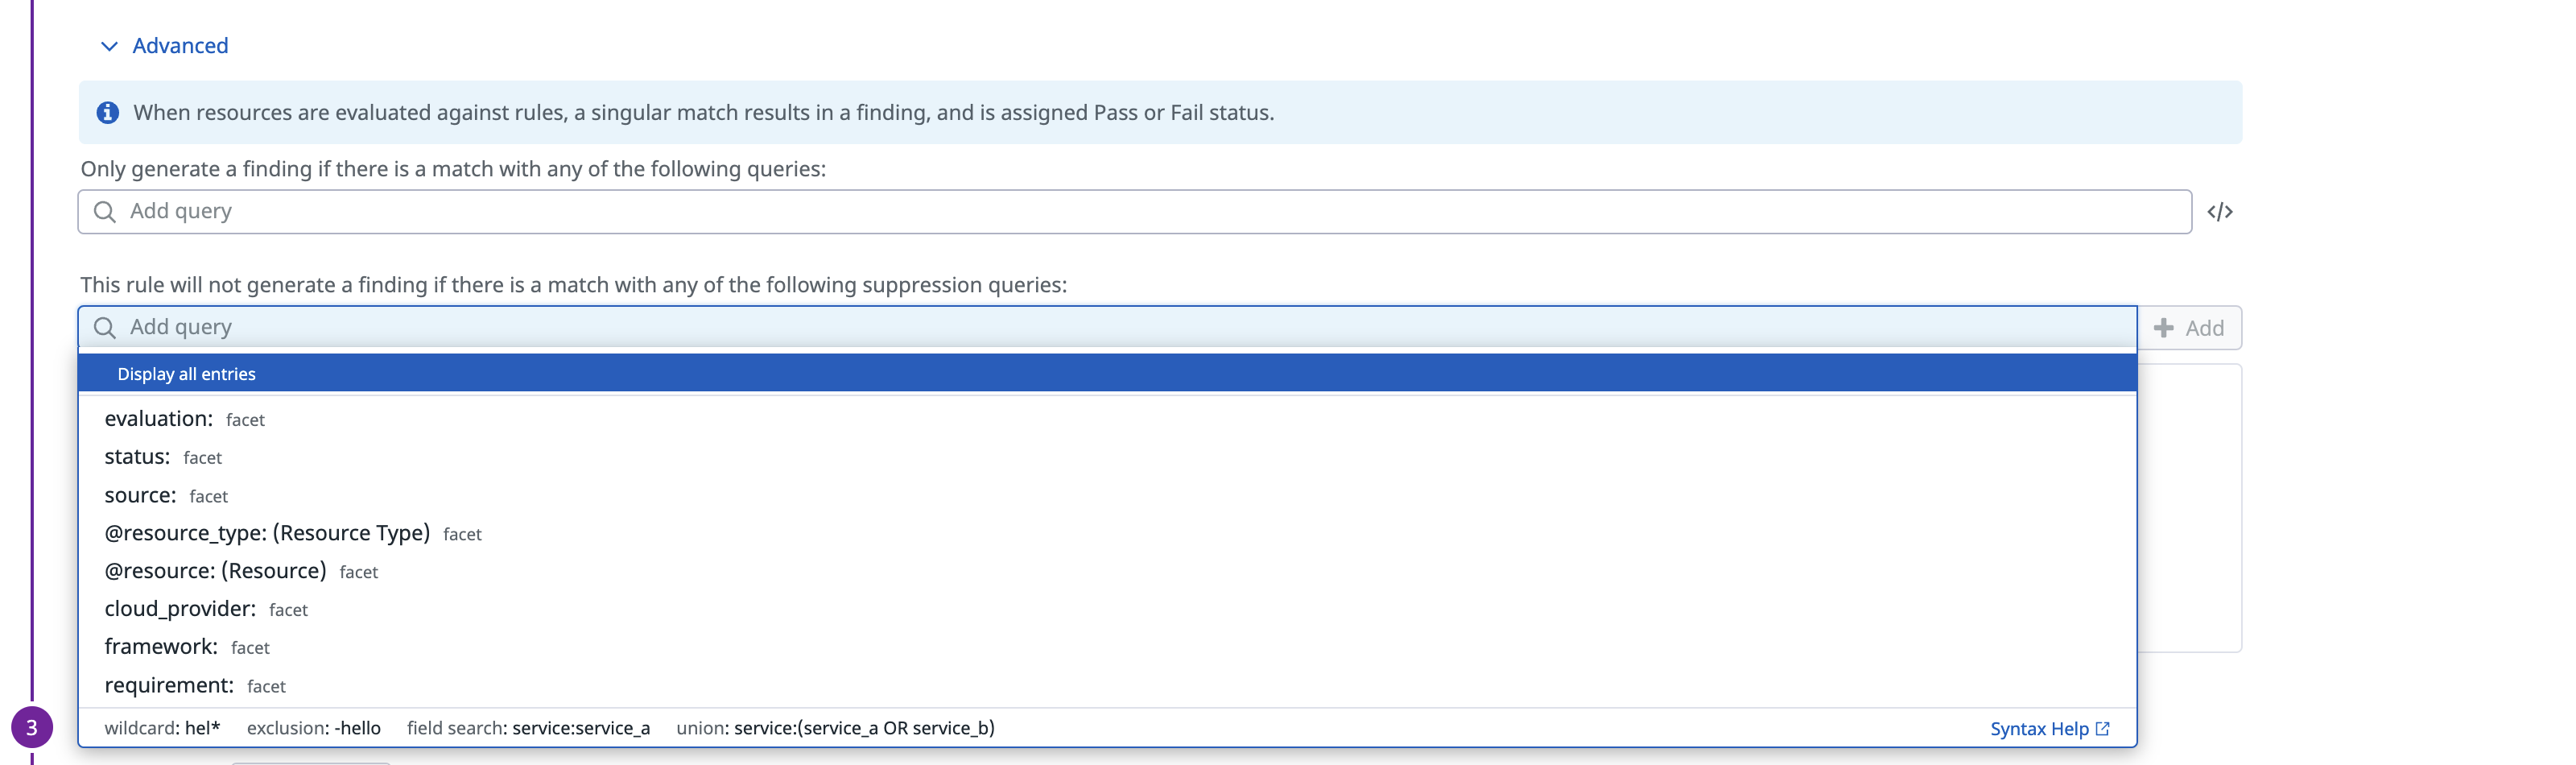 Advanced
When resources are evaluated against rules, a singular match results in a finding, and is assigned Pass or Fail status.
Only generate a finding if there is a match with any of the following queries:
Add query </>
This rule will not generate a finding if there is a match with any of the following suppression queries:
Add query Add
Display all entries
evaluation: facet
status: facet
source: facet
@resource_type: (Resource Type) facet
@resource: (Resource) facet
cloud_provider: facet
framework: facet
requirement: facet
3 wildcard: hel* exclusion: -hello field search: service:service_a union: service:(service_a OR service_b) Syntax Help